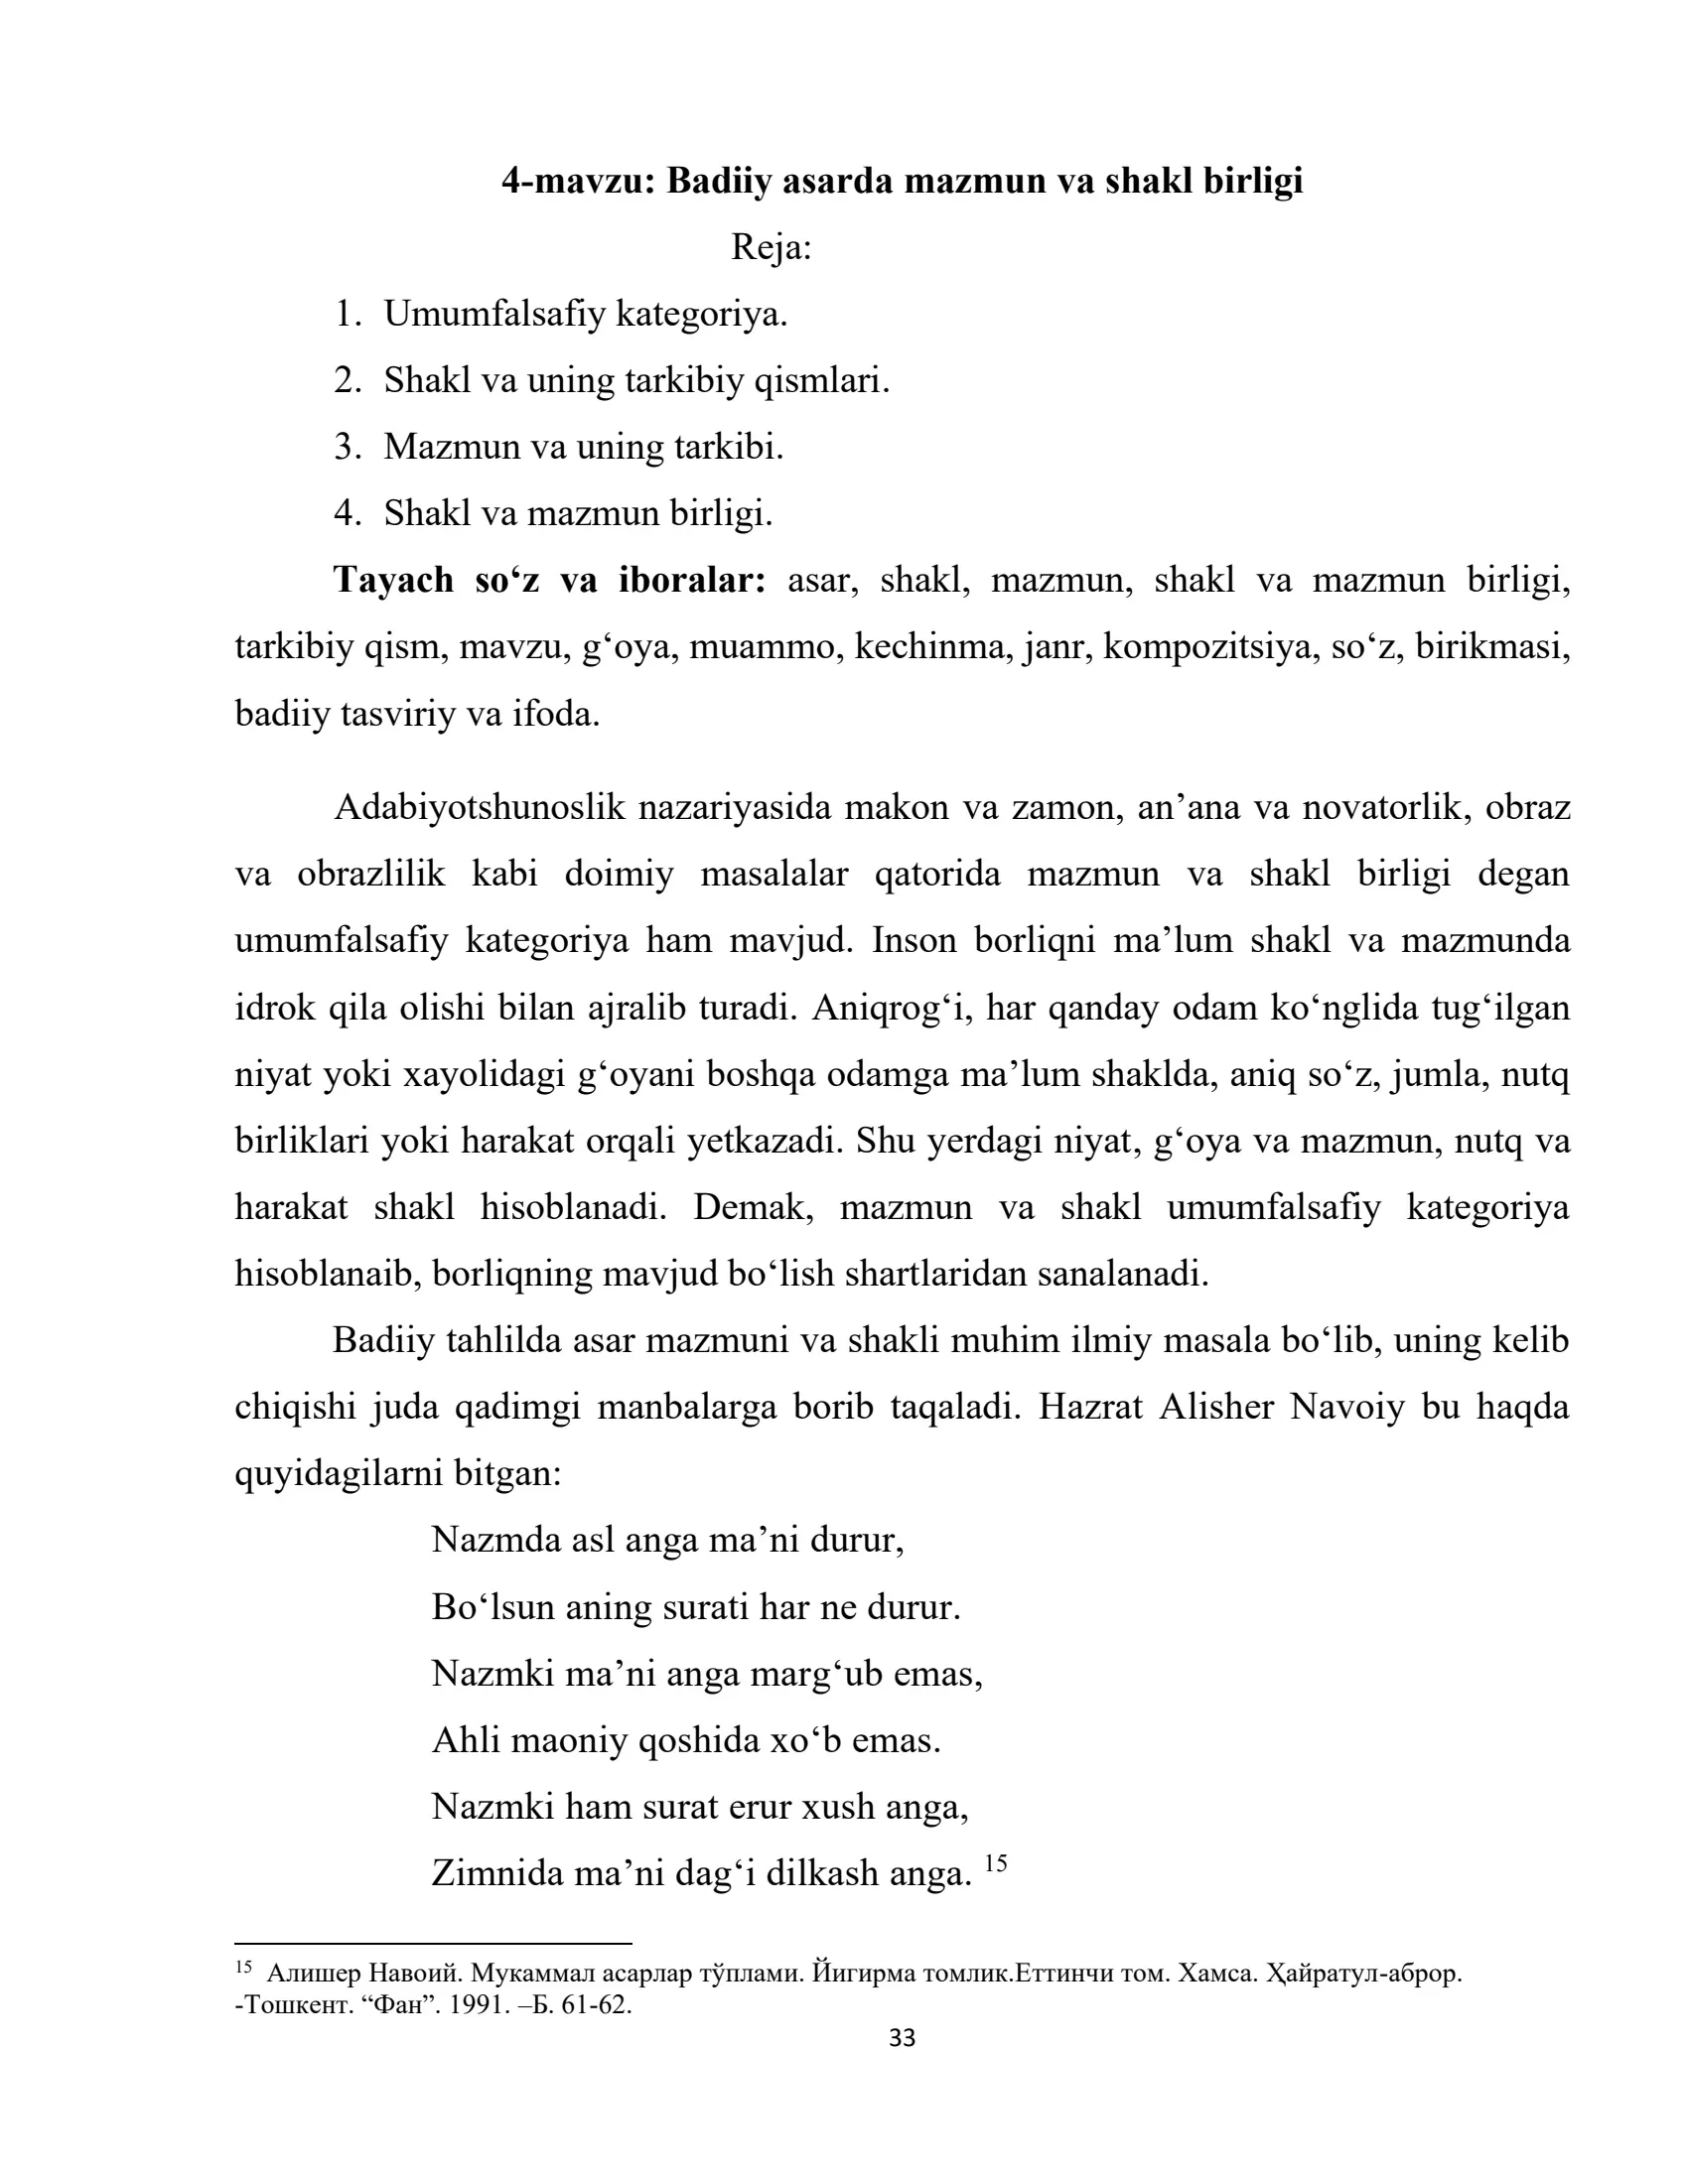 4-mavzu: Badiiy asarda mazmun va shakl birligi
Reja:
1. Umumfalsafiy kategoriya.
2. Shakl va uning tarkibiy qismlari.
3. Mazmun va uning tarkibi.
4. Shakl va mazmun birligi.
Tayach so‘z va iboralar: asar, shakl, mazmun, shakl va mazmun birligi,
tarkibiy qism, mavzu, g‘oya, muammo, kechinma, janr, kompozitsiya, so‘z, birikmasi,
badiiy tasviriy va ifoda.
Adabiyotshunoslik nazariyasida makon va zamon, an’ana va novatorlik, obraz
va obrazlilik kabi doimiy masalalar qatorida mazmun va shakl birligi degan
umumfalsafiy kategoriya ham mavjud. Inson borliqni ma’lum shakl va mazmunda
idrok qila olishi bilan ajralib turadi. Aniqrog‘i, har qanday odam ko‘nglida tug‘ilgan
niyat yoki xayolidagi g‘oyani boshqa odamga ma’lum shaklda, aniq so‘z, jumla, nutq
birliklari yoki harakat orqali yetkazadi. Shu yerdagi niyat, g‘oya va mazmun, nutq va
harakat shakl hisoblanadi. Demak, mazmun va shakl umumfalsafiy kategoriya
hisoblanaib, borliqning mavjud bo‘lish shartlaridan sanalanadi.
Badiiy tahlilda asar mazmuni va shakli muhim ilmiy masala bo‘lib, uning kelib
chiqishi juda qadimgi manbalarga borib taqaladi. Hazrat Alisher Navoiy bu haqda
quyidagilarni bitgan:
Nazmda asl anga ma’ni durur,
Bo‘lsun aning surati har ne durur.
Nazmki ma’ni anga marg‘ub emas,
Ahli maoniy qoshida xo‘b emas.
Nazmki ham surat erur xush anga,
Zimnida ma’ni dag‘i dilkash anga. 15
15 Алишер Навоий. Мукаммал асарлар тўплами. Йигирма томлик.Еттинчи том. Хамса. Ҳайратул-аброр.
-Тошкент. “Фан”. 1991. –Б. 61-62.
33